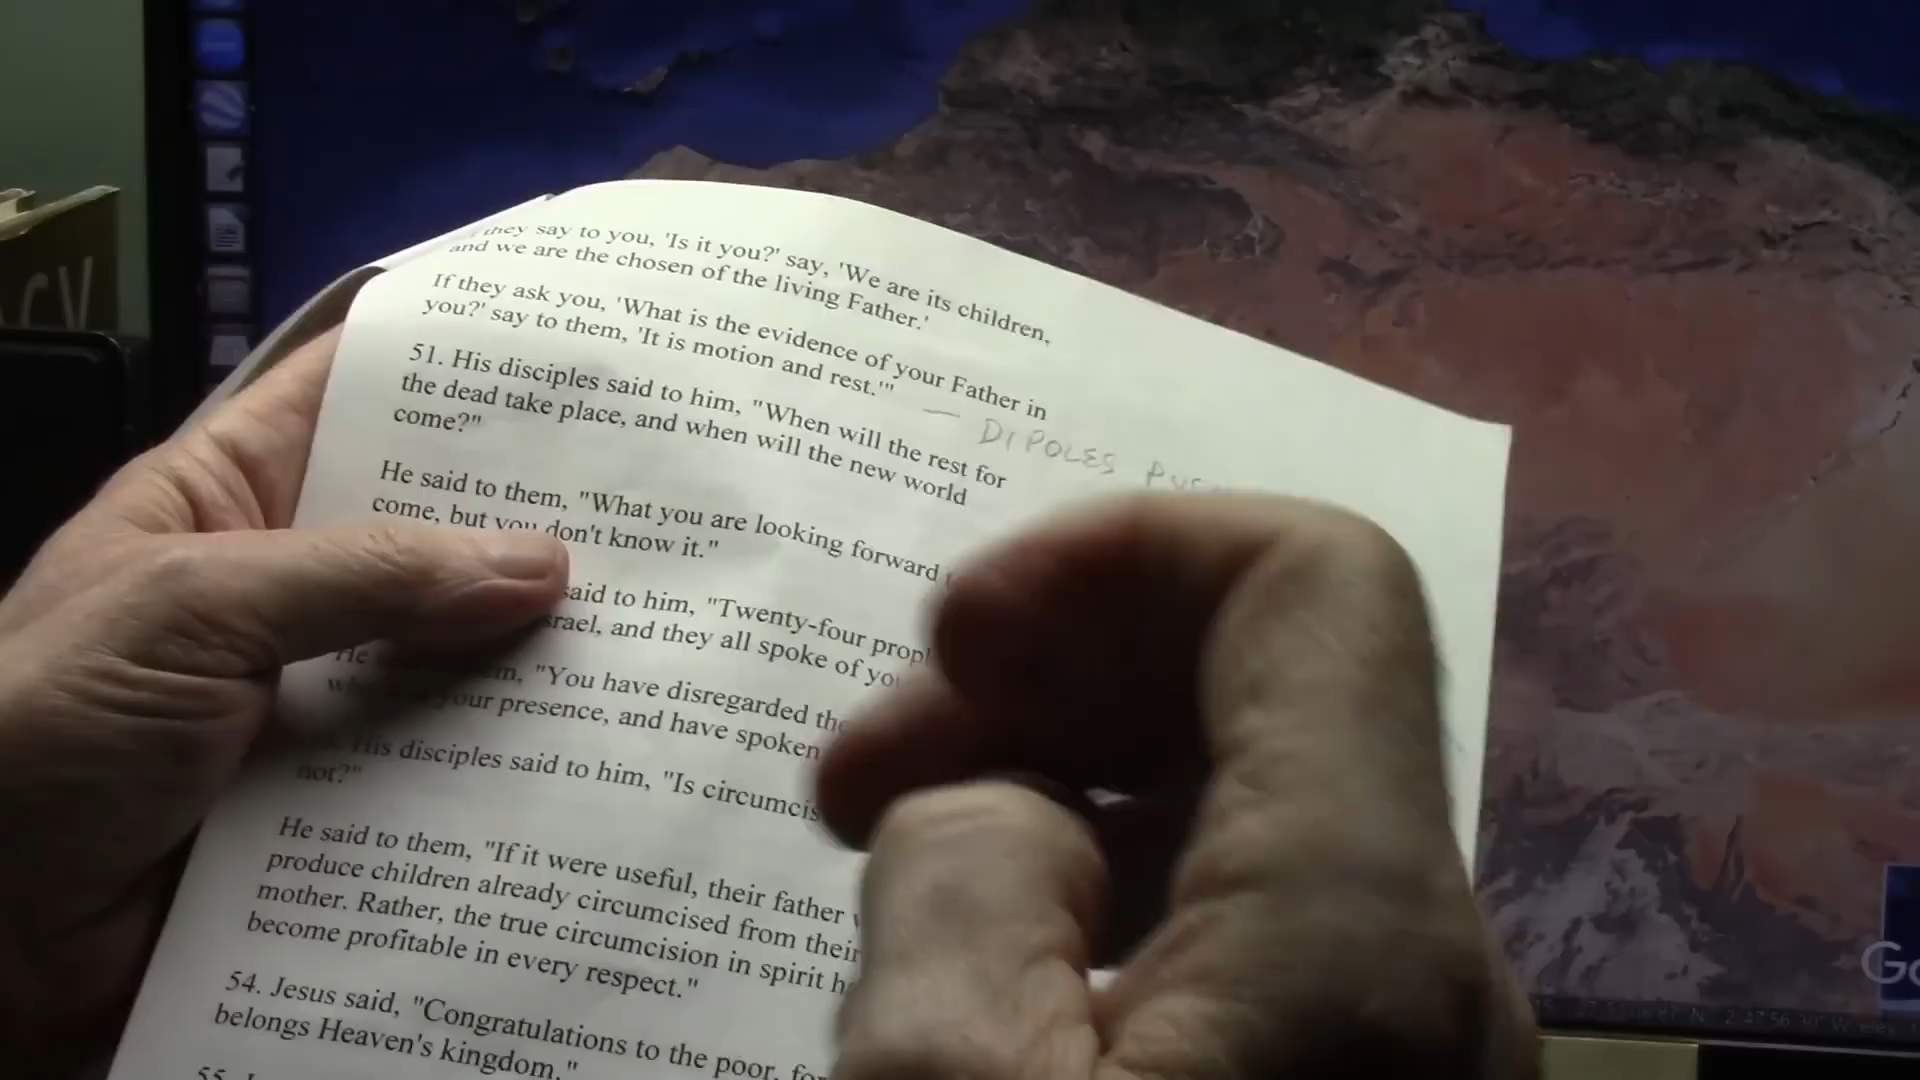 they say to you, 'Is it you?' say, 'We are its children,
and we are the chosen of the living Father.'
If they ask you, 'What is the evidence of your Father in
you?' say to them, 'It is motion and rest.'"
— DIPOLES
51. His disciples said to him, "When will the rest for
the dead take place, and when will the new world
come?"
He said to them, "What you are looking forward
come, but you don't know it."
said to him, "Twenty-four
and they all spoke of
He "You have disregarded the
your presence, and have spoken
His disciples said to him, "Is
not?"
He said to them, "If it were useful, their father
produce children already circumcised from their
mother. Rather, the true circumcision in spirit
become profitable in every respect."
54. Jesus said, "Congratulations to the poor,
belongs Heaven's kingdom."
55.